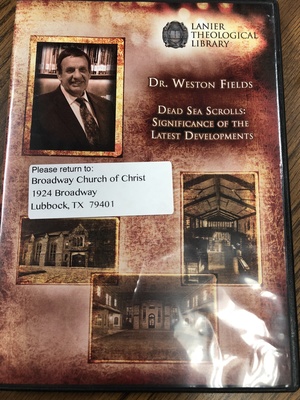 LANIER
THEOLOGICAL
LIBRARY
DR. WESTON FIELDS
DEAD SEA SCROLLS:
SIGNIFICANCE OF THE
LATEST DEVELOPMENTS
Please return to:
Broadway Church of Christ
1924 Broadway
Lubbock, TX 79401